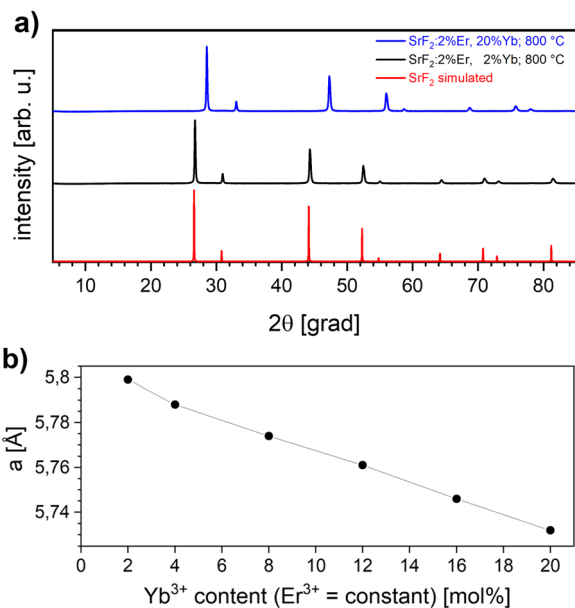 a)
SrF₂:2%Er, 20%Yb; 800 °C
SrF₂:2%Er, 2%Yb; 800 °C
SrF₂ simulated
intensity [arb. u.]
10 20 30 40 50 60 70 80
2θ [grad]
b)
5,8
5,78
5,76
5,74
a [Å]
0 2 4 6 8 10 12 14 16 18 20
Yb³⁺ content (Er³⁺ = constant) [mol%]